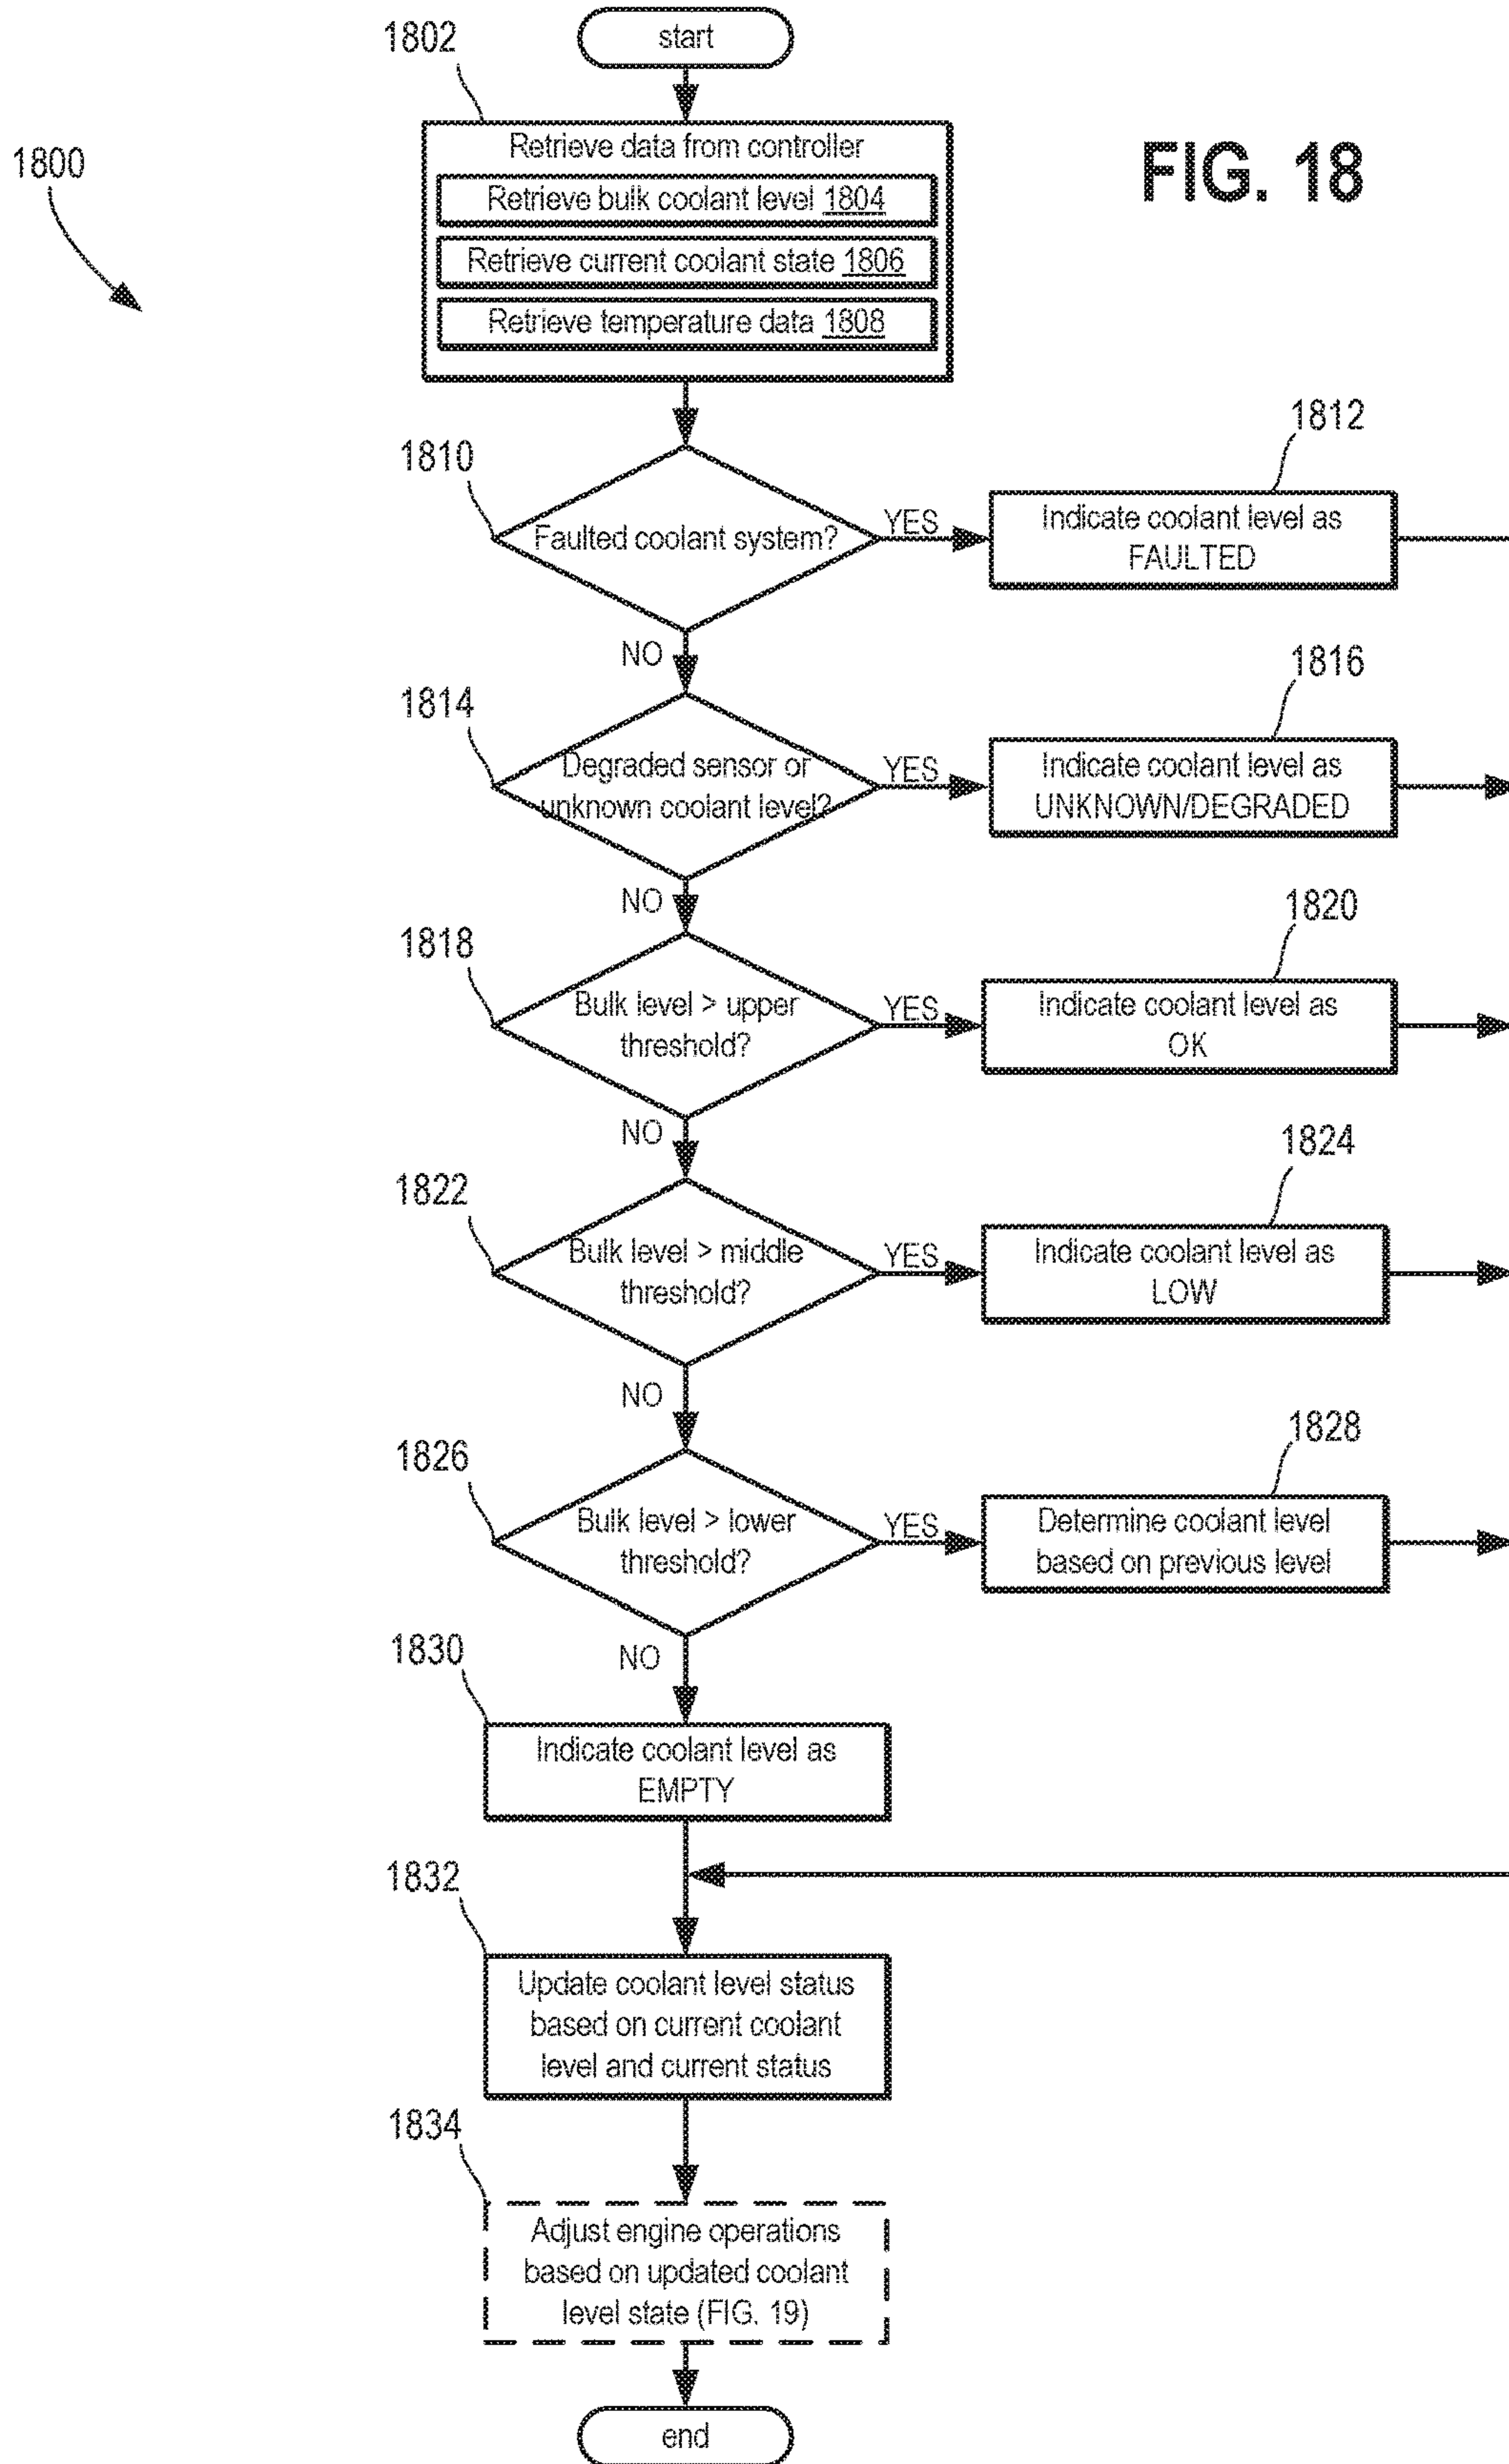 1802
start
1800
FIG. 18
Retrieve data from controller
Retrieve bulk coolant level 1804
Retrieve current coolant state 1806
Retrieve temperature data 1808
1810
Faulted coolant system?
YES
1812
Indicate coolant level as
FAULTED
NO
1814
Degraded sensor or
unknown coolant level?
YES
1816
Indicate coolant level as
UNKNOWN/DEGRADED
NO
1818
Bulk level > upper
threshold?
YES
1820
Indicate coolant level as
OK
NO
1822
Bulk level > middle
threshold?
YES
1824
Indicate coolant level as
LOW
NO
1826
Bulk level > lower
threshold?
YES
1828
Determine coolant level
based on previous level
NO
1830
Indicate coolant level as
EMPTY
1832
Update coolant level status
based on current coolant
level and current status
1834
Adjust engine operations
based on updated coolant
level state (FIG. 19)
end